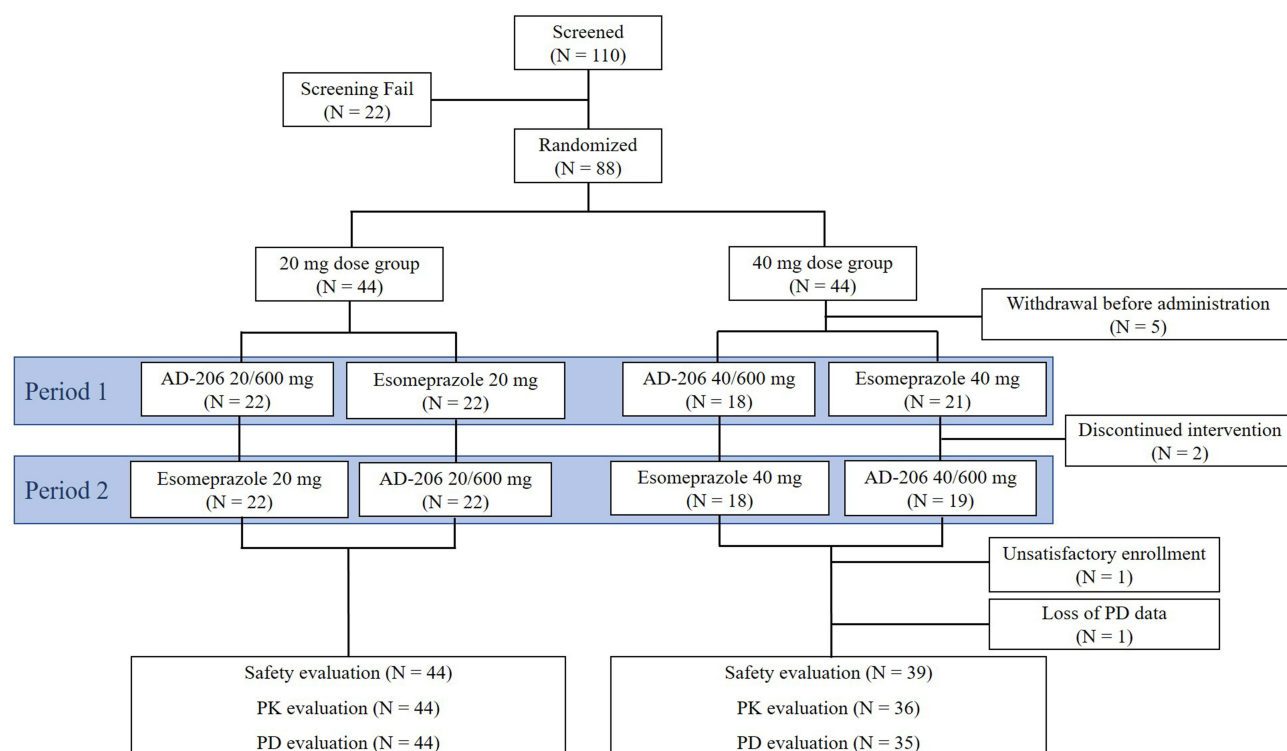 Screened
(N = 110)
Screening Fail
(N = 22)
Randomized
(N = 88)
20 mg dose group
(N = 44)
40 mg dose group
(N = 44)
Withdrawal before administration
(N = 5)
Period 1
AD-206 20/600 mg
(N = 22)
Esomeprazole 20 mg
(N = 22)
AD-206 40/600 mg
(N = 18)
Esomeprazole 40 mg
(N = 21)
Discontinued intervention
(N = 2)
Period 2
Esomeprazole 20 mg
(N = 22)
AD-206 20/600 mg
(N = 22)
Esomeprazole 40 mg
(N = 18)
AD-206 40/600 mg
(N = 19)
Unsatisfactory enrollment
(N = 1)
Loss of PD data
(N = 1)
Safety evaluation (N = 44)
PK evaluation (N = 44)
PD evaluation (N = 44)
Safety evaluation (N = 39)
PK evaluation (N = 36)
PD evaluation (N = 35)